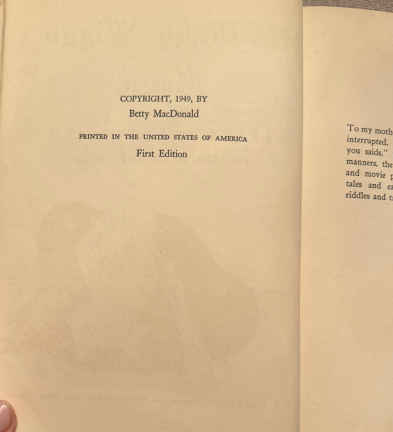 COPYRIGHT, 1949, BY
Betty MacDonald
PRINTED IN THE UNITED STATES OF AMERICA
First Edition
To my moth
interrupted,
you saids."
manners, the
and movie
tales and
riddles and